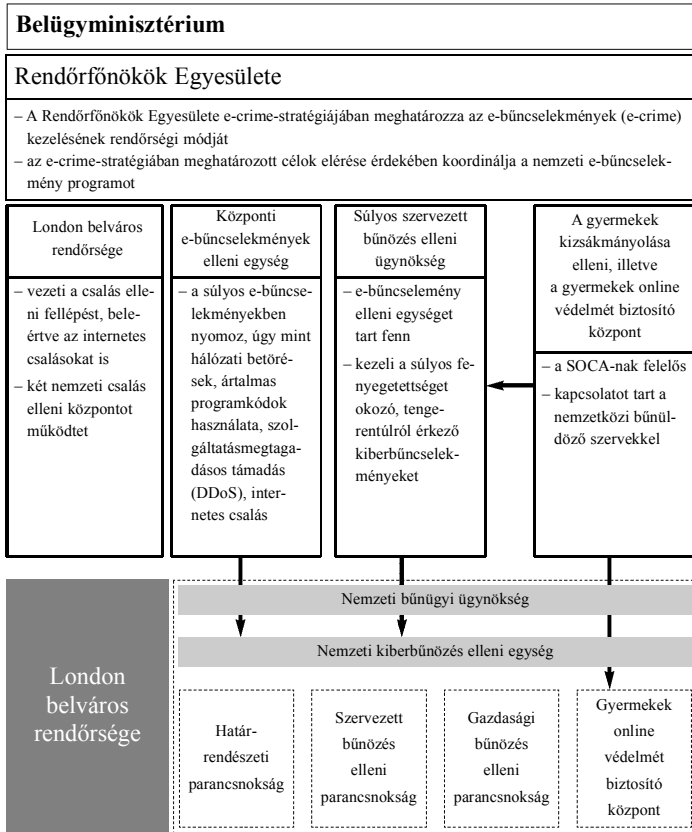 Belügyminisztérium
Rendőrfőnökök Egyesülete
– A Rendőrfőnökök Egyesülete e-crime-stratégiájában meghatározza az e-bűncselekmények (e-crime)
kezelésének rendőrségi módját
– az e-crime-stratégiában meghatározott célok elérése érdekében koordinálja a nemzeti e-bűncselek-
mény programot
London belváros
rendőrsége
– vezeti a csalás elle-
ni fellépést, bele-
értve az internetes
csalásokat is
– két nemzeti csalás
elleni központot
működtet
Központi
e-bűncselekmények
elleni egység
– a súlyos e-bűncse-
lekményekben
nyomoz, úgy mint
hálózati betöré-
sek, ártalmas
programkódok
használata, szol-
gáltatásmegtaga-
dásos támadás
(DDoS), inter-
netes csalás
Súlyos szervezett
bűnözés elleni
ügynökség
– e-bűncselemény
elleni egységet
tart fenn
– kezeli a súlyos fe-
nyegetettséget
okozó, tenge-
rentúlról érkező
kiberbűncselek-
ményeket
A gyermekek
kizsákmányolása
elleni, illetve
a gyermekek online
védelmét biztosító
központ
– a SOCA-nak felelős
– kapcsolatot tart a
nemzetközi bűnül-
döző szervekkel
London
belváros
rendőrsége
Nemzeti bűnügyi ügynökség
Nemzeti kiberbűnözés elleni egység
Határ-
rendészeti
parancsnokság
Szervezett
bűnözés
elleni
parancsnokság
Gazdasági
bűnözés
elleni
parancsnokság
Gyermekek
online
védelmét
biztosító
központ